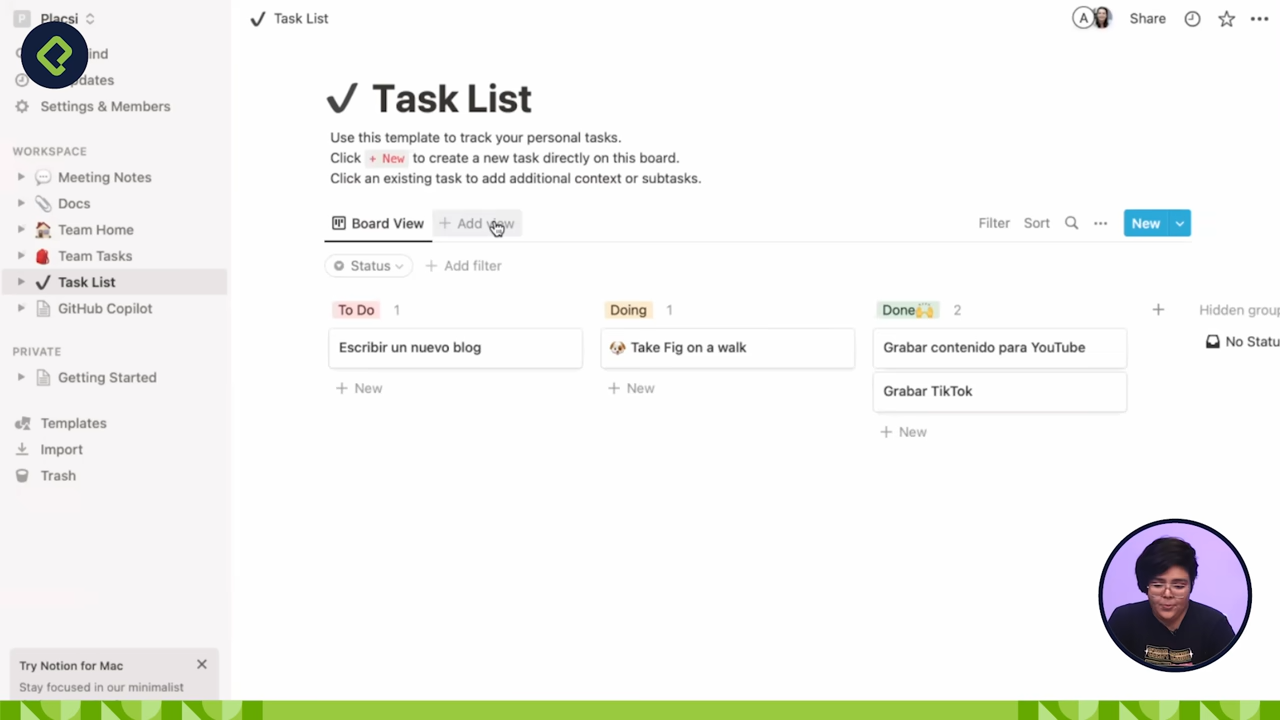 Placsi
Task List
Share
Settings & Members
WORKSPACE
Meeting Notes
Docs
Team Home
Team Tasks
Task List
GitHub Copilot
PRIVATE
Getting Started
Templates
Import
Trash
Try Notion for Mac
Stay focused in our minimalist
Task List
Use this template to track your personal tasks.
Click + New to create a new task directly on this board.
Click an existing task to add additional context or subtasks.
Board View
+ Add view
Filter
Sort
New
Status
+ Add filter
To Do 1
Escribir un nuevo blog
+ New
Doing 1
Take Fig on a walk
+ New
Done 2
Grabar contenido para YouTube
Grabar TikTok
+ New
Hidden group
No Statu
A